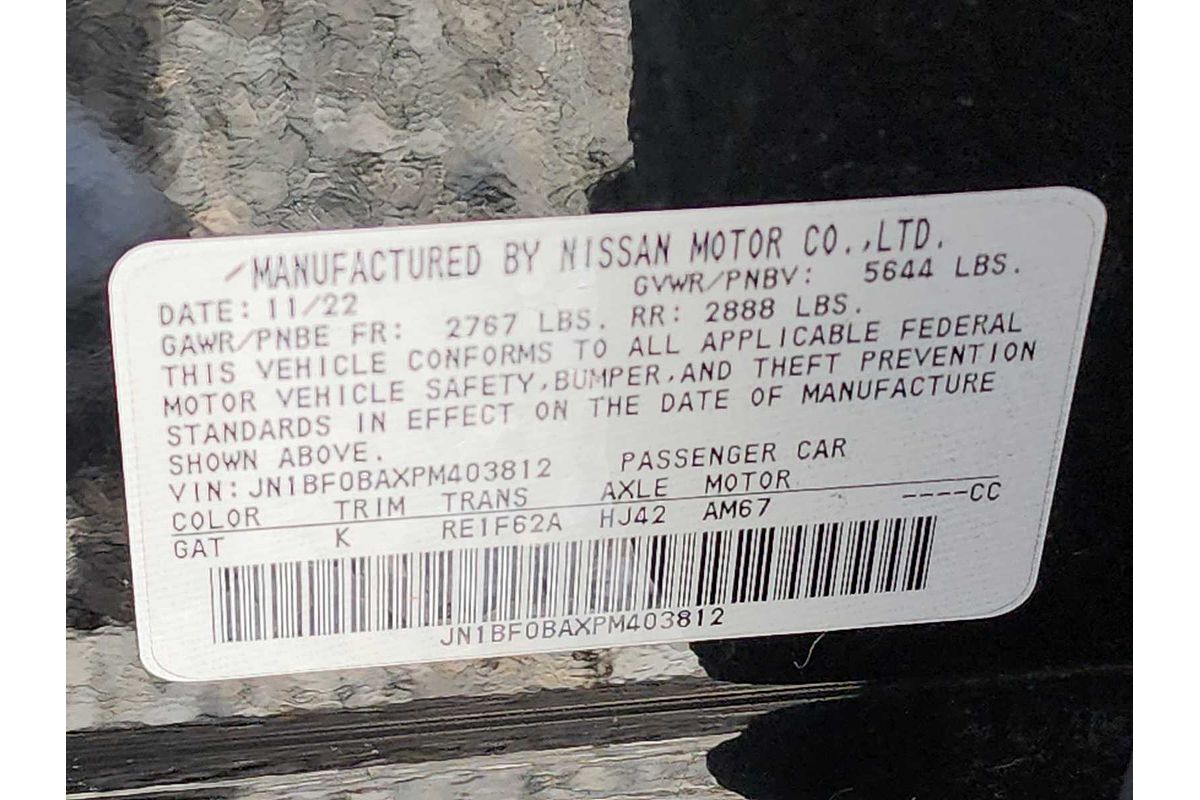 MANUFACTURED BY NISSAN MOTOR CO.,LTD.
DATE: 11/22 GVWR/PNBV: 5644 LBS.
GAWR/PNBE FR: 2767 LBS. RR: 2888 LBS.
THIS VEHICLE CONFORMS TO ALL APPLICABLE FEDERAL
MOTOR VEHICLE SAFETY,BUMPER,AND THEFT PREVENTION
STANDARDS IN EFFECT ON THE DATE OF MANUFACTURE
SHOWN ABOVE.
VIN: JN1BF0BAXPM403812 PASSENGER CAR
COLOR TRIM TRANS AXLE MOTOR
GAT K RE1F62A HJ42 AM67 ----CC
JN1BF0BAXPM403812